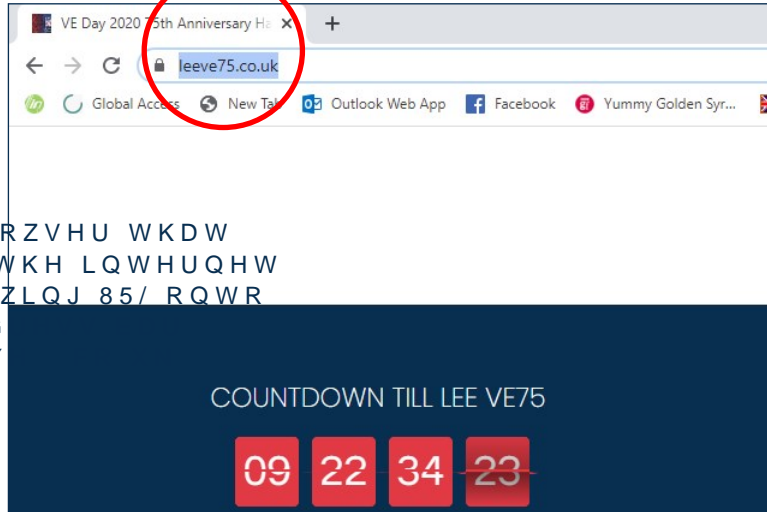 VE Day 2020 75th Anniversary Ha
leeve75.co.uk
Global Access New Tab Outlook Web App Facebook Yummy Golden Syr...
RZVHU WKDW
WKH LQWHUQHW
ZLQJ 85/ RQWR
COUNTDOWN TILL LEE VE75
09 22 34 23